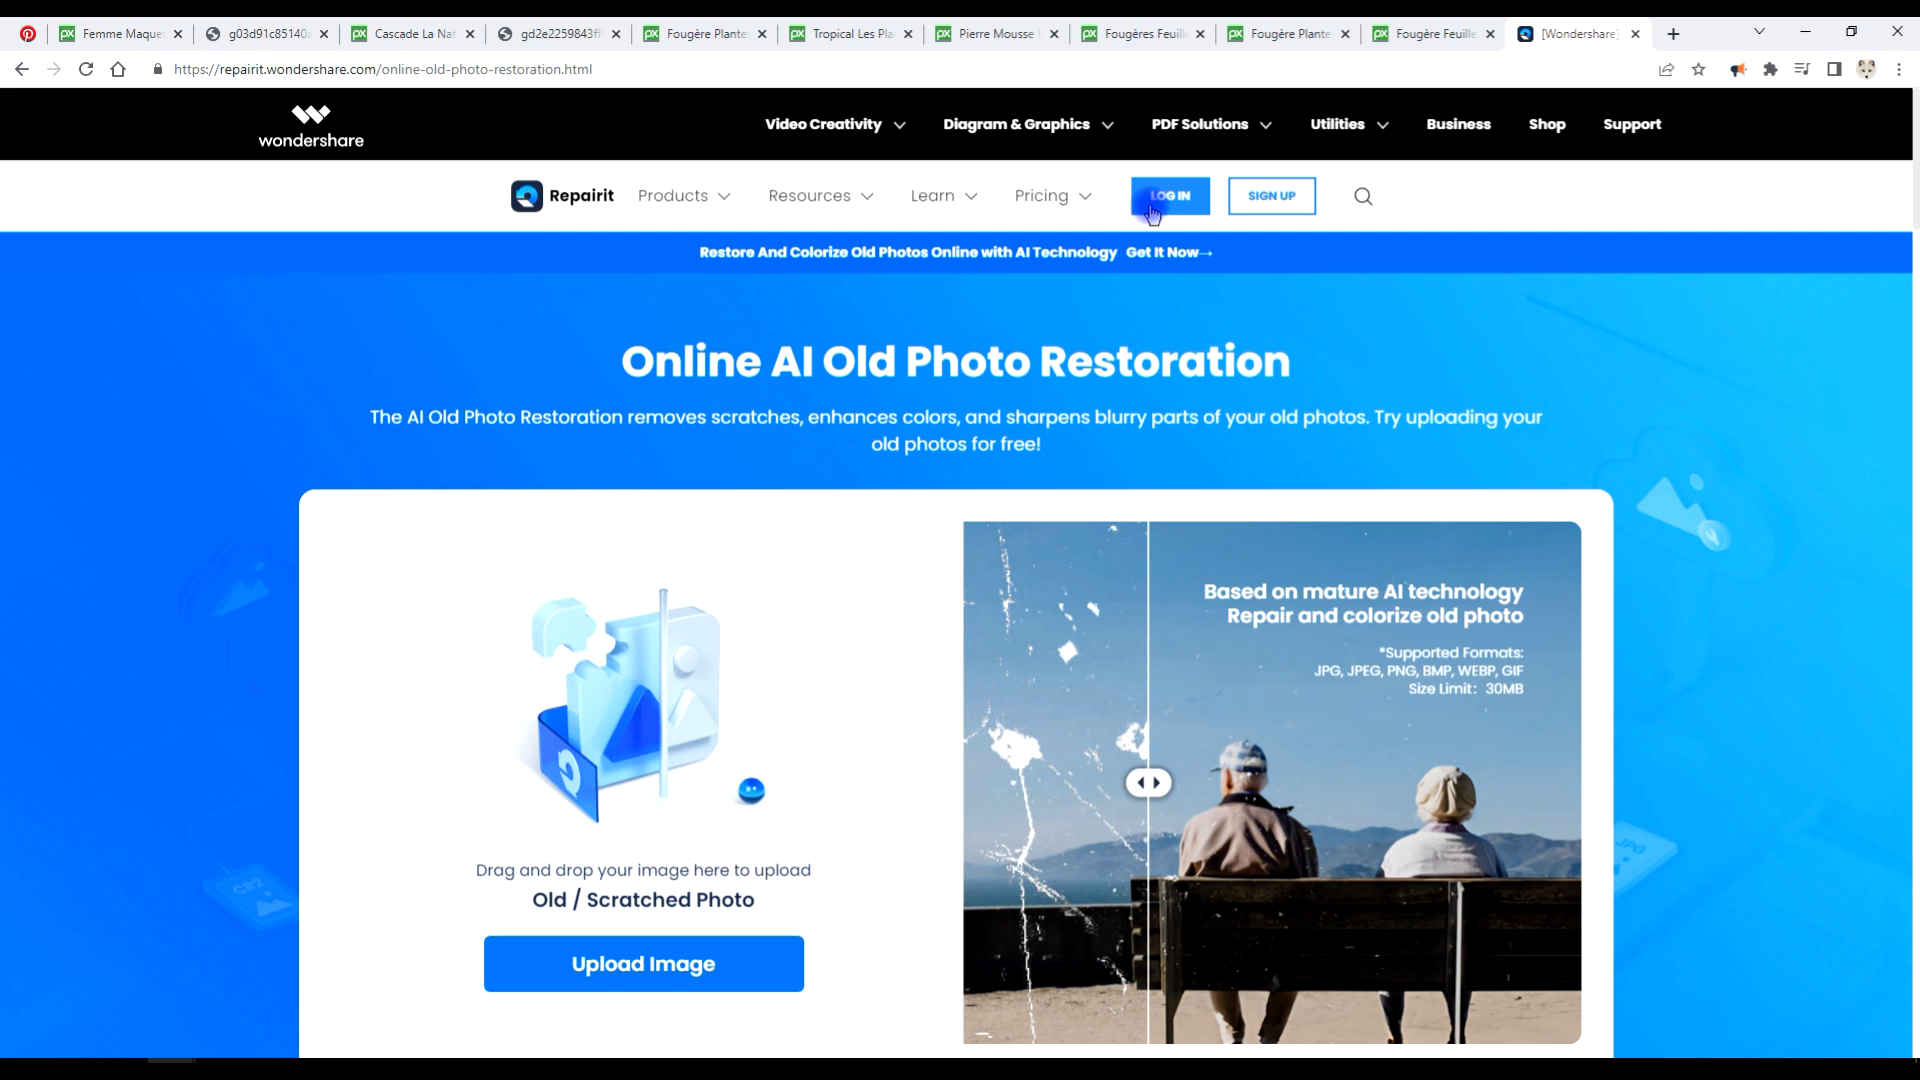 Femme Maque
g03d91c85140a
Cascade La Nat
gd2e2259843ff
Fougère Plante
Tropical Les Pla
Pierre Mousse F
Fougères Feuill
Fougère Plante
Fougère Feuille
[Wondershare]
https://repairit.wondershare.com/online-old-photo-restoration.html
wondershare
Video Creativity
Diagram & Graphics
PDF Solutions
Utilities
Business
Shop
Support
Repairit
Products
Resources
Learn
Pricing
LOG IN
SIGN UP
Restore And Colorize Old Photos Online with AI Technology Get It Now→
Online AI Old Photo Restoration
The AI Old Photo Restoration removes scratches, enhances colors, and sharpens blurry parts of your old photos. Try uploading your
old photos for free!
Based on mature AI technology
Repair and colorize old photo
*Supported Formats:
JPG, JPEG, PNG, BMP, WEBP, GIF
Size Limit: 30MB
Drag and drop your image here to upload
Old / Scratched Photo
Upload Image
CR2
JPG